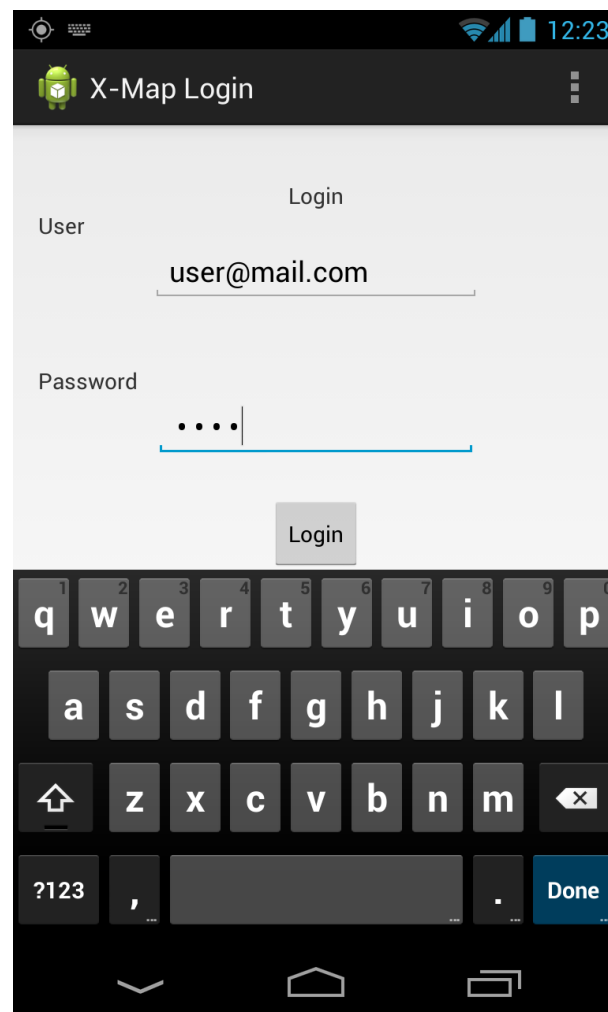 12:23
X-Map Login
Login
User
user@mail.com
Password
••••
Login
1 2 3 4 5 6 7 8 9 0
q w e r t y u i o p
a s d f g h j k l
z x c v b n m
?123 , . Done